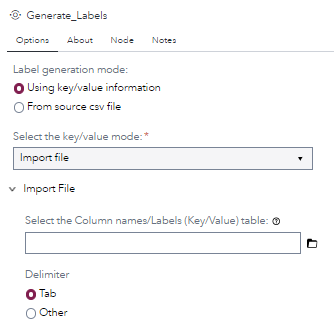 Generate_Labels
Options About Node Notes
Label generation mode:
Using key/value information
From source csv file
Select the key/value mode: *
Import file
Import File
Select the Column names/Labels (Key/Value) table:
Delimiter
Tab
Other